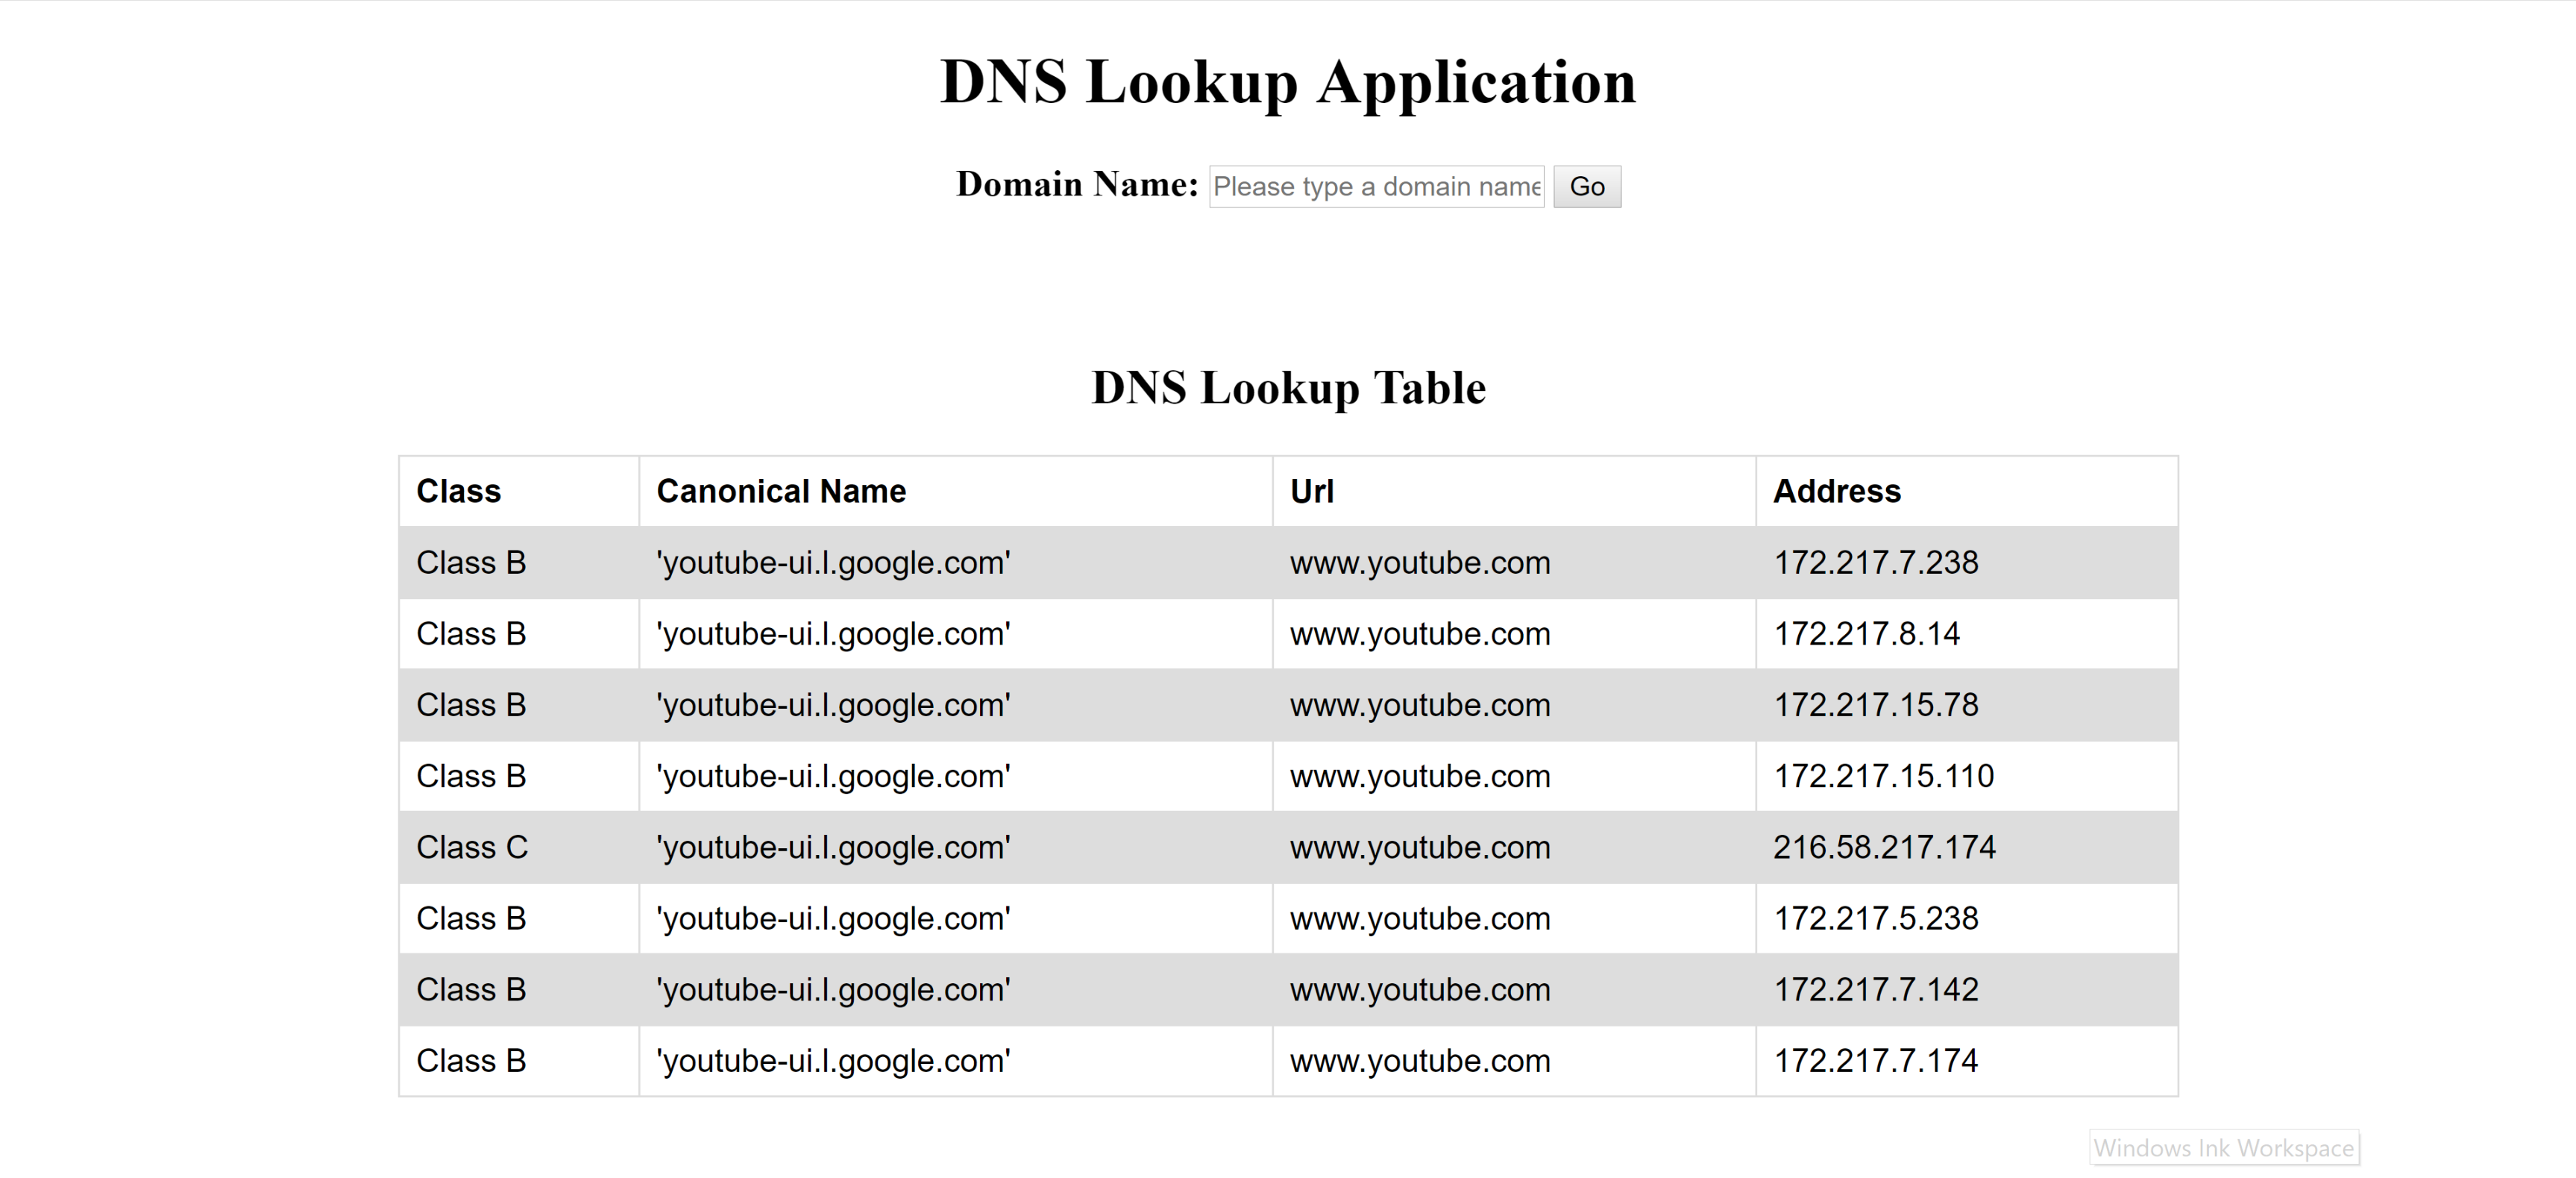 DNS Lookup Application
Domain Name: Please type a domain name Go
DNS Lookup Table
Class Canonical Name Url Address
Class B 'youtube-ui.l.google.com' www.youtube.com 172.217.7.238
Class B 'youtube-ui.l.google.com' www.youtube.com 172.217.8.14
Class B 'youtube-ui.l.google.com' www.youtube.com 172.217.15.78
Class B 'youtube-ui.l.google.com' www.youtube.com 172.217.15.110
Class C 'youtube-ui.l.google.com' www.youtube.com 216.58.217.174
Class B 'youtube-ui.l.google.com' www.youtube.com 172.217.5.238
Class B 'youtube-ui.l.google.com' www.youtube.com 172.217.7.142
Class B 'youtube-ui.l.google.com' www.youtube.com 172.217.7.174
Windows Ink Workspace